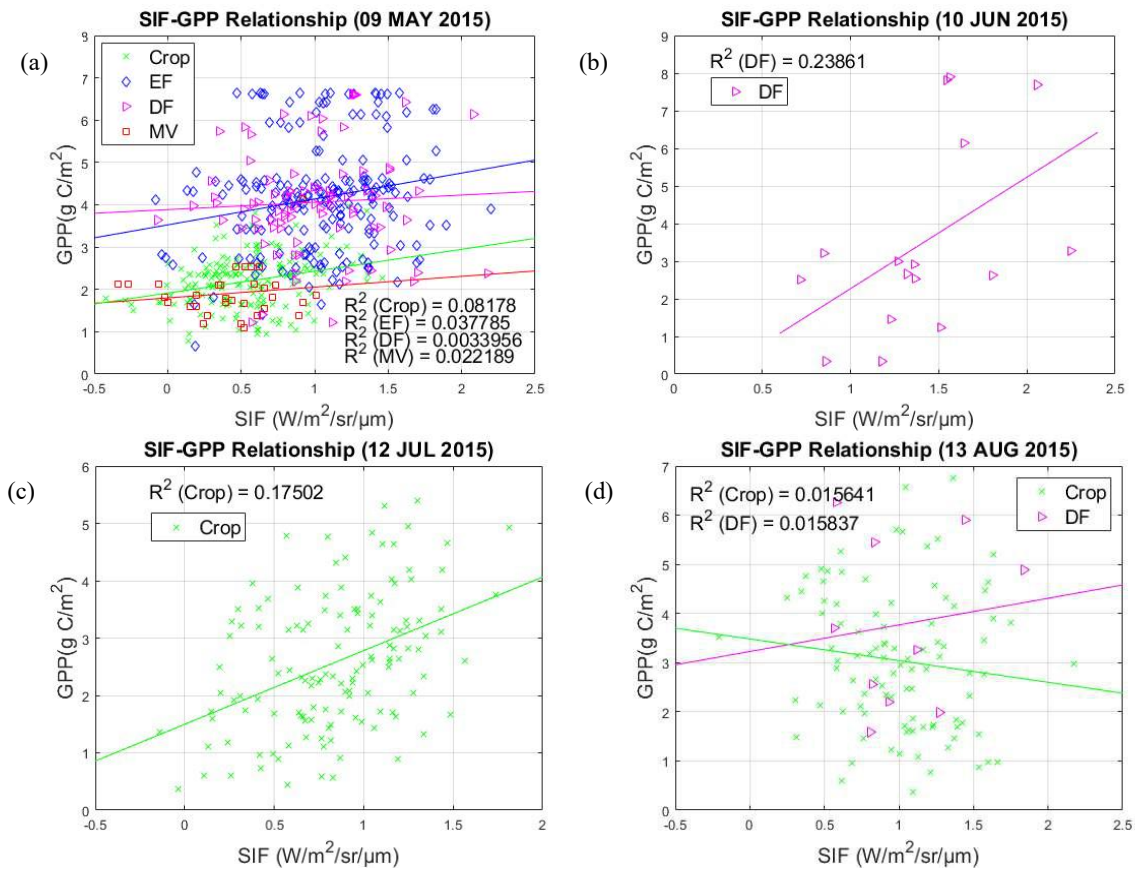 (a)
SIF-GPP Relationship (09 MAY 2015)
GPP(g C/m²)
9
8
7
6
5
4
3
2
1
0
Crop
EF
DF
MV
R² (Crop) = 0.08178
R² (EF) = 0.037785
R² (DF) = 0.0033956
R² (MV) = 0.022189
-0.5 0 0.5 1 1.5 2 2.5
SIF (W/m²/sr/μm)
(b)
SIF-GPP Relationship (10 JUN 2015)
GPP(g C/m²)
9
8
7
6
5
4
3
2
1
0
R² (DF) = 0.23861
DF
0 0.5 1 1.5 2 2.5
SIF (W/m²/sr/μm)
(c)
SIF-GPP Relationship (12 JUL 2015)
GPP(g C/m²)
6
5
4
3
2
1
0
R² (Crop) = 0.17502
Crop
-0.5 0 0.5 1 1.5 2
SIF (W/m²/sr/μm)
(d)
SIF-GPP Relationship (13 AUG 2015)
GPP(g C/m²)
7
6
5
4
3
2
1
0
R² (Crop) = 0.015641
R² (DF) = 0.015837
Crop
DF
-0.5 0 0.5 1 1.5 2 2.5
SIF (W/m²/sr/μm)